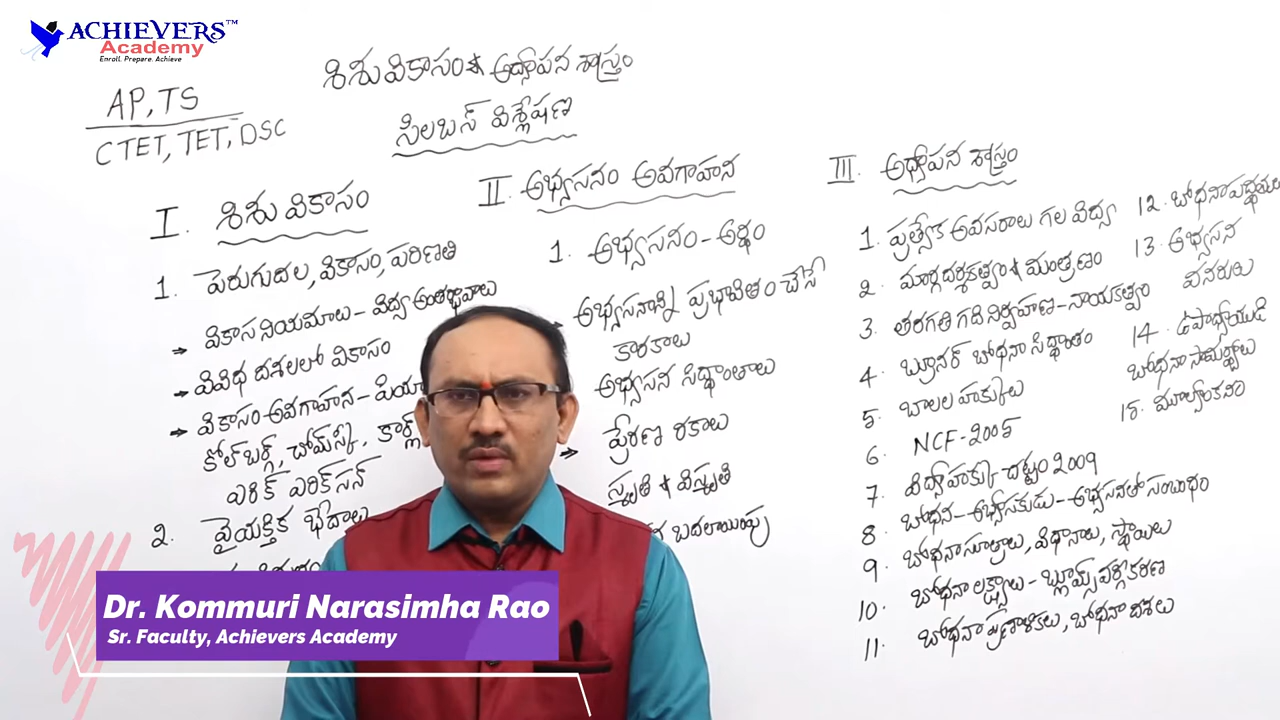 ACHIEVERS™
Academy
Enroll. Prepare. Achieve
AP, TS
CTET, TET, DSC
శిశువికాసం & అధ్యాపన శాస్త్రం
సిలబస్ విశ్లేషణ
I. శిశు వికాసం
1. పెరుగుదల, వికాసం, పరిణతి
→ వికాస నియమాలు - విద్యా అంతర్భావాలు
→ వివిధ దశలలో వికాసం
→ వికాసం అవగాహన - పియా
కోల్‌బర్గ్, చోమ్‌స్కీ, కార్ల్
ఎరిక్ ఎరిక్‌సన్
2. వైయక్తిక భేదాలు
II. అభ్యసనం అవగాహన
1. అభ్యసనం - అర్థం
అభ్యసనాన్ని ప్రభావితం చేసే
కారకాలు
అభ్యసన సిద్ధాంతాలు
→ ప్రేరణ రకాలు
స్మృతి & విస్మృతి
బదలాయింపు
III. అధ్యాపన శాస్త్రం
1. ప్రత్యేక అవసరాలు గల విద్య
2. మార్గదర్శకత్వం & మంత్రణం
3. తరగతి గది నిర్వహణ - నాయకత్వం
4. బ్రూనర్ బోధనా సిద్ధాంతం
5. బాలల హక్కులు
6. NCF-2005
7. విద్యాహక్కు చట్టం 2009
8. బోధన - అభ్యాసకుడు - అభ్యసనతో సంబంధం
9. బోధనా సూత్రాలు, విధానాలు, స్థాయిలు
10. బోధనా లక్ష్యాలు - బ్లూమ్స్ వర్గీకరణ
11. బోధనా ప్రణాళికలు, బోధనా దశలు
12. బోధనా పద్ధతులు
13. అభ్యసన
వనరులు
14. ఉపాధ్యాయుడి
బోధనా సామర్థ్యాలు
15. మూల్యాంకనం
Dr. Kommuri Narasimha Rao
Sr. Faculty, Achievers Academy